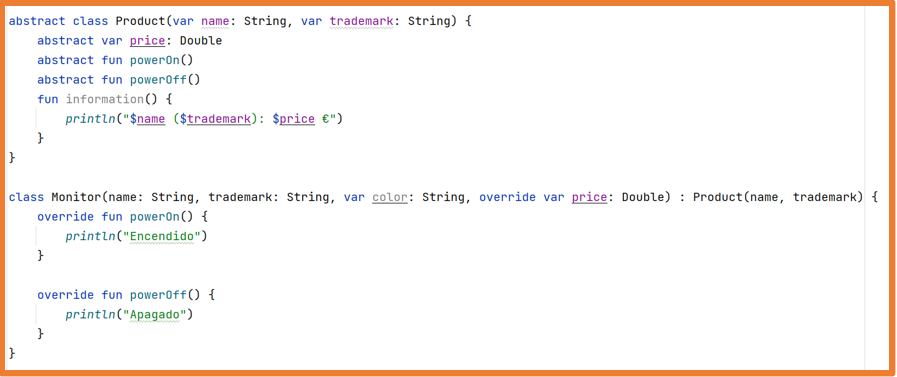 abstract class Product(var name: String, var trademark: String) {
    abstract var price: Double
    abstract fun powerOn()
    abstract fun powerOff()
    fun information() {
        println("$name ($trademark): $price €")
    }
}

class Monitor(name: String, trademark: String, var color: String, override var price: Double) : Product(name, trademark) {
    override fun powerOn() {
        println("Encendido")
    }

    override fun powerOff() {
        println("Apagado")
    }
}